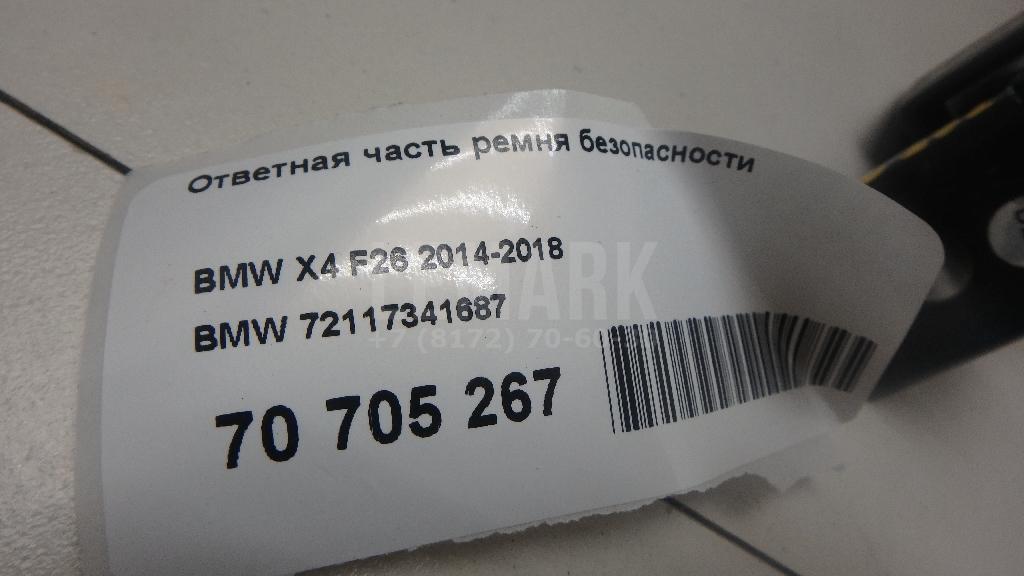 Ответная часть ремня безопасности
BMW X4 F26 2014-2018
BMW 72117341687
70 705 267